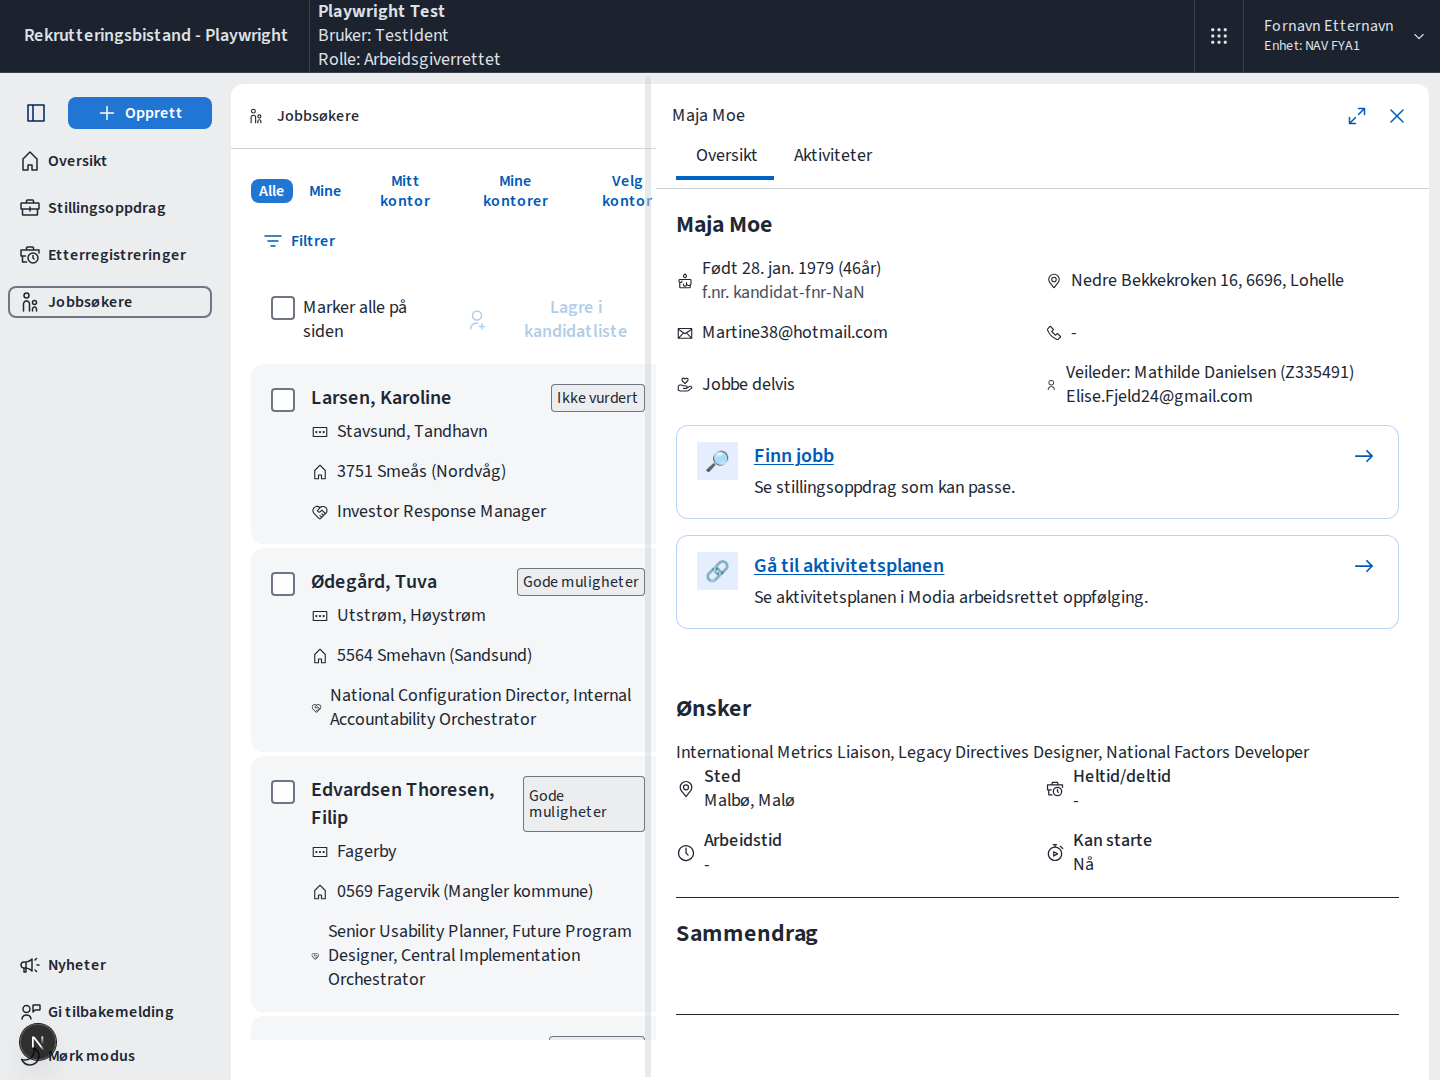 Rekrutteringsbistand - Playwright
Playwright Test
Bruker: TestIdent
Rolle: Arbeidsgiverrettet
Fornavn Etternavn
Enhet: NAV FYA1
Opprett
Oversikt
Stillingsoppdrag
Etterregistreringer
Jobbsøkere
Nyheter
Gi tilbakemelding
N
Mørk modus
Jobbsøkere
Alle
Mine
Mitt
kontor
Mine
kontorer
Velg
kontor
Filtrer
Marker alle på
siden
Lagre i
kandidatliste
Larsen, Karoline
Ikke vurdert
Stavsund, Tandhavn
3751 Smeås (Nordvåg)
Investor Response Manager
Ødegård, Tuva
Gode muligheter
Utstrøm, Høystrøm
5564 Smehavn (Sandsund)
National Configuration Director, Internal
Accountability Orchestrator
Edvardsen Thoresen,
Filip
Gode
muligheter
Fagerby
0569 Fagervik (Mangler kommune)
Senior Usability Planner, Future Program
Designer, Central Implementation
Orchestrator
Maja Moe
Oversikt
Aktiviteter
Maja Moe
Født 28. jan. 1979 (46år)
f.nr. kandidat-fnr-NaN
Nedre Bekkekroken 16, 6696, Lohelle
Martine38@hotmail.com
-
Jobbe delvis
Veileder: Mathilde Danielsen (Z335491)
Elise.Fjeld24@gmail.com
Finn jobb
Se stillingsoppdrag som kan passe.
Gå til aktivitetsplanen
Se aktivitetsplanen i Modia arbeidsrettet oppfølging.
Ønsker
International Metrics Liaison, Legacy Directives Designer, National Factors Developer
Sted
Malbø, Malø
Heltid/deltid
-
Arbeidstid
-
Kan starte
Nå
Sammendrag